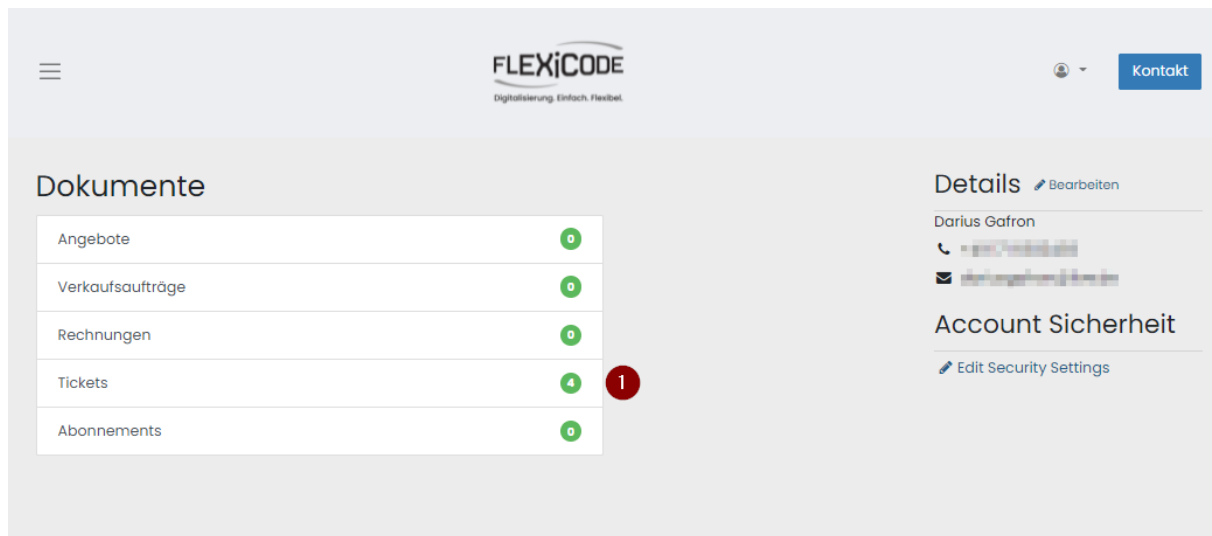 FLEXiCODE
Digitalisierung. Einfach. Flexibel.
Kontakt
Dokumente
Angebote 0
Verkaufsaufträge 0
Rechnungen 0
Tickets 4 1
Abonnements 0
Details Bearbeiten
Darius Gafron
Account Sicherheit
Edit Security Settings